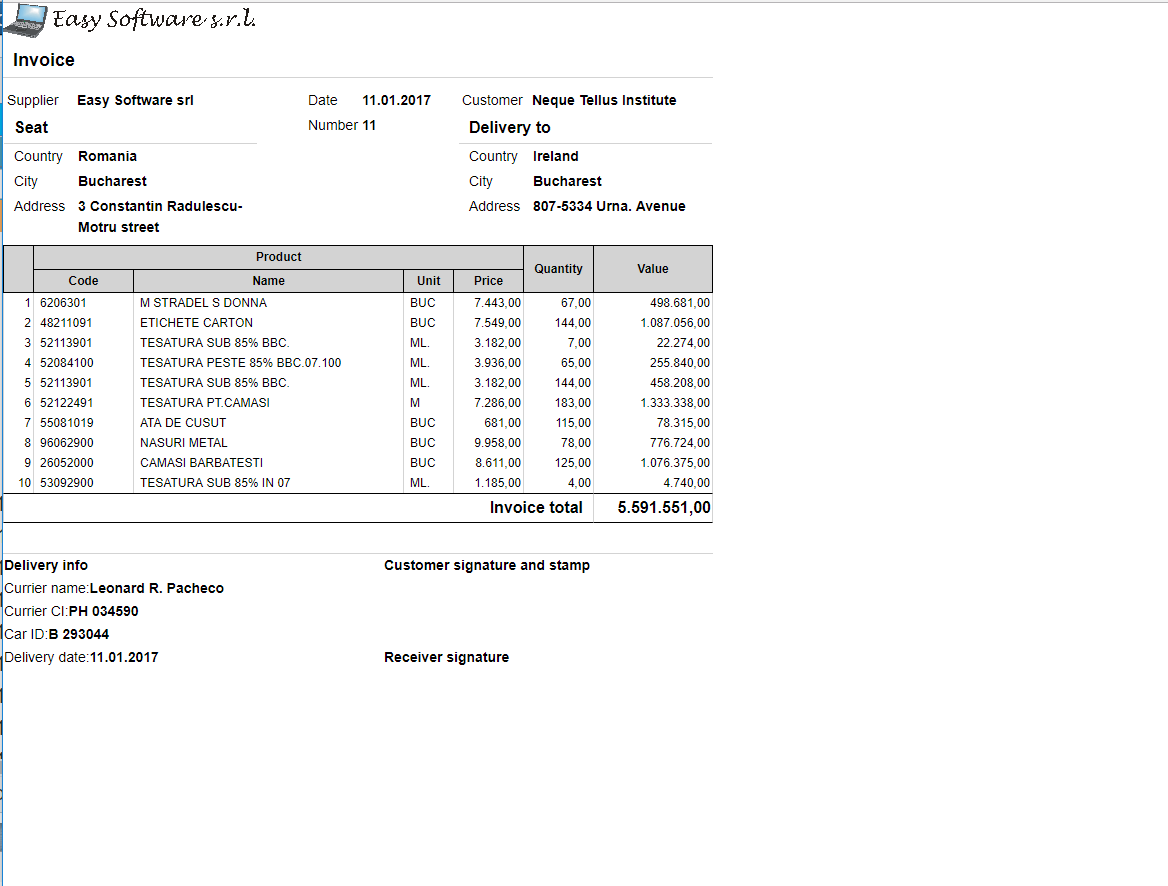 Easy Software s.r.l.
Invoice
Supplier Easy Software srl Date 11.01.2017 Customer Neque Tellus Institute
Seat Number 11 Delivery to
Country Romania Country Ireland
City Bucharest City Bucharest
Address 3 Constantin Radulescu- Address 807-5334 Urna. Avenue
Motru street
Product Quantity Value
Code Name Unit Price
1 6206301 M STRADEL S DONNA BUC 7.443,00 67,00 498.681,00
2 48211091 ETICHETE CARTON BUC 7.549,00 144,00 1.087.056,00
3 52113901 TESATURA SUB 85% BBC. ML. 3.182,00 7,00 22.274,00
4 52084100 TESATURA PESTE 85% BBC.07.100 ML. 3.936,00 65,00 255.840,00
5 52113901 TESATURA SUB 85% BBC. ML. 3.182,00 144,00 458.208,00
6 52122491 TESATURA PT.CAMASI M 7.286,00 183,00 1.333.338,00
7 55081019 ATA DE CUSUT BUC 681,00 115,00 78.315,00
8 96062900 NASURI METAL BUC 9.958,00 78,00 776.724,00
9 26052000 CAMASI BARBATESTI BUC 8.611,00 125,00 1.076.375,00
10 53092900 TESATURA SUB 85% IN 07 ML. 1.185,00 4,00 4.740,00
Invoice total 5.591.551,00
Delivery info Customer signature and stamp
Currier name:Leonard R. Pacheco
Currier CI:PH 034590
Car ID:B 293044
Delivery date:11.01.2017 Receiver signature